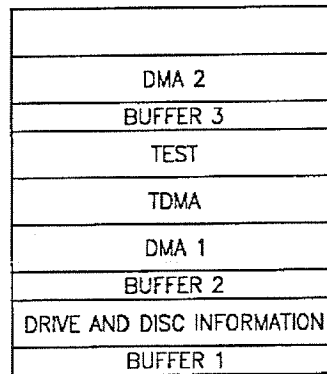 DMA 2
BUFFER 3
TEST
TDMA
DMA 1
BUFFER 2
DRIVE AND DISC INFORMATION
BUFFER 1